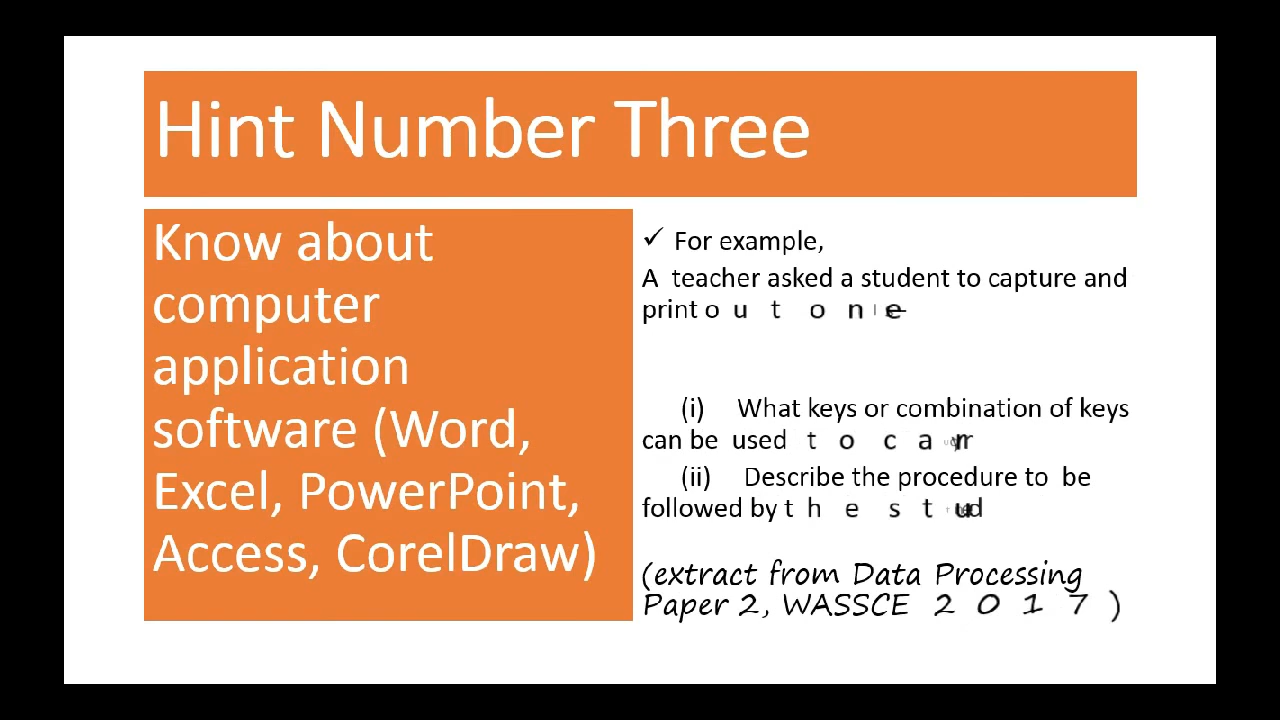 Hint Number Three
Know about
computer
application
software (Word,
Excel, PowerPoint,
Access, CorelDraw)
✓ For example,
A teacher asked a student to capture and
print out one
(i) What keys or combination of keys
can be used to
(ii) Describe the procedure to be
followed by the
(extract from Data Processing
Paper 2, WASSCE 2017)